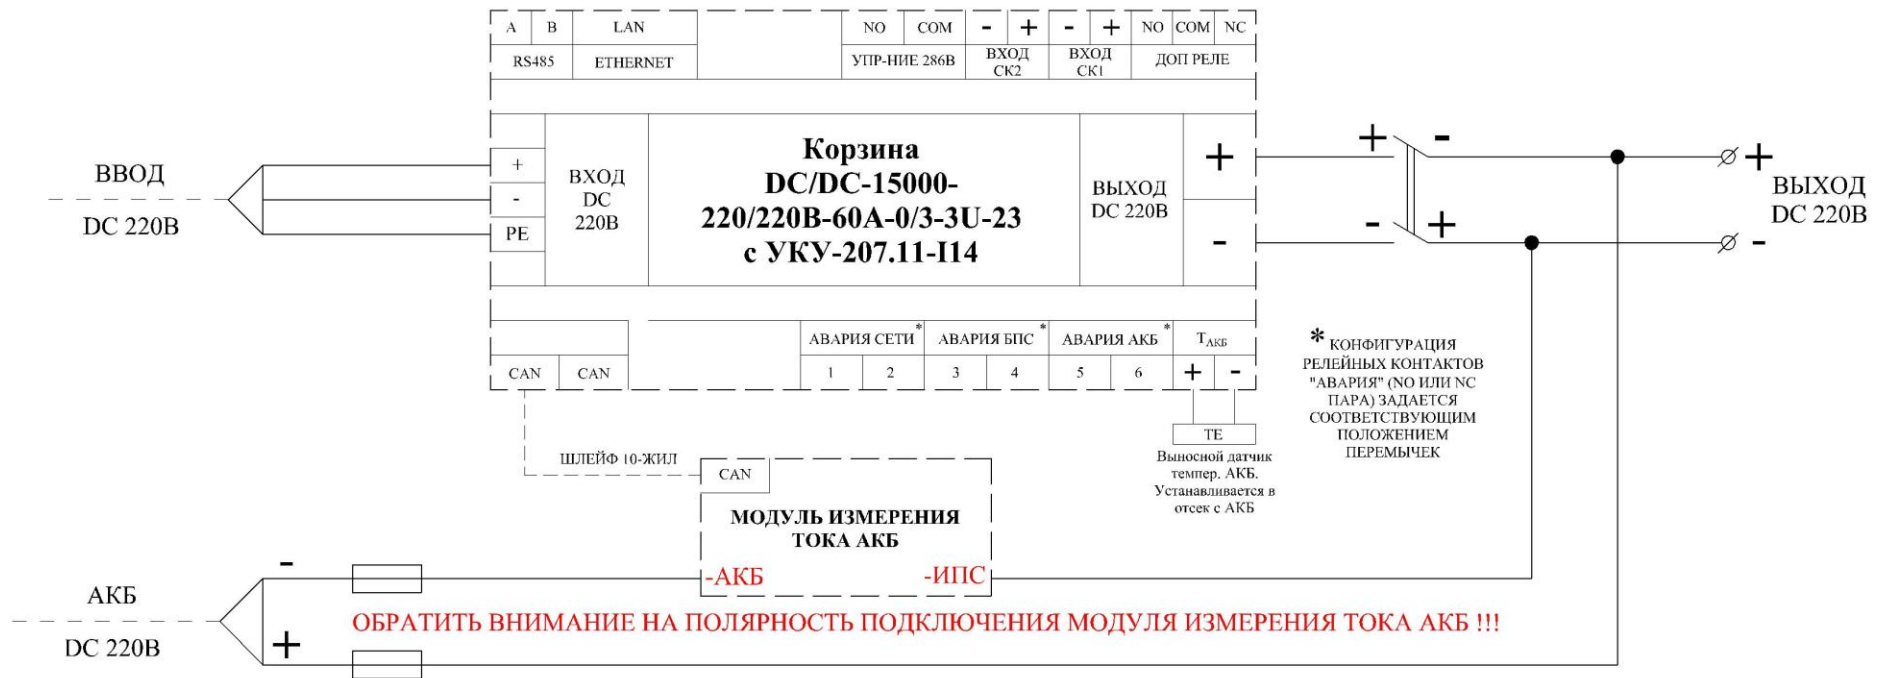 A B LAN NO COM - + - + NO COM NC
RS485 ETHERNET УПР-НИЕ 286В ВХОД СК2 ВХОД СК1 ДОП РЕЛЕ
ВВОД
DC 220В
+
-
PE
ВХОД
DC
220В
Корзина
DC/DC-15000-
220/220В-60А-0/3-3U-23
с УКУ-207.11-I14
ВЫХОД
DC 220В
+
-
+ -
- +
+
-
ВЫХОД
DC 220В
АВАРИЯ СЕТИ* АВАРИЯ БПС* АВАРИЯ АКБ* ТАКБ
CAN CAN 1 2 3 4 5 6 + -
* КОНФИГУРАЦИЯ
РЕЛЕЙНЫХ КОНТАКТОВ
"АВАРИЯ" (NO ИЛИ NC
ПАРА) ЗАДАЕТСЯ
СООТВЕТСТВУЮЩИМ
ПОЛОЖЕНИЕМ
ПЕРЕМЫЧЕК
TE
Выносной датчик
темпер. АКБ.
Устанавливается в
отсек с АКБ
ШЛЕЙФ 10-ЖИЛ
CAN
МОДУЛЬ ИЗМЕРЕНИЯ
ТОКА АКБ
-АКБ -ИПС
АКБ
DC 220В
-
+
ОБРАТИТЬ ВНИМАНИЕ НА ПОЛЯРНОСТЬ ПОДКЛЮЧЕНИЯ МОДУЛЯ ИЗМЕРЕНИЯ ТОКА АКБ !!!